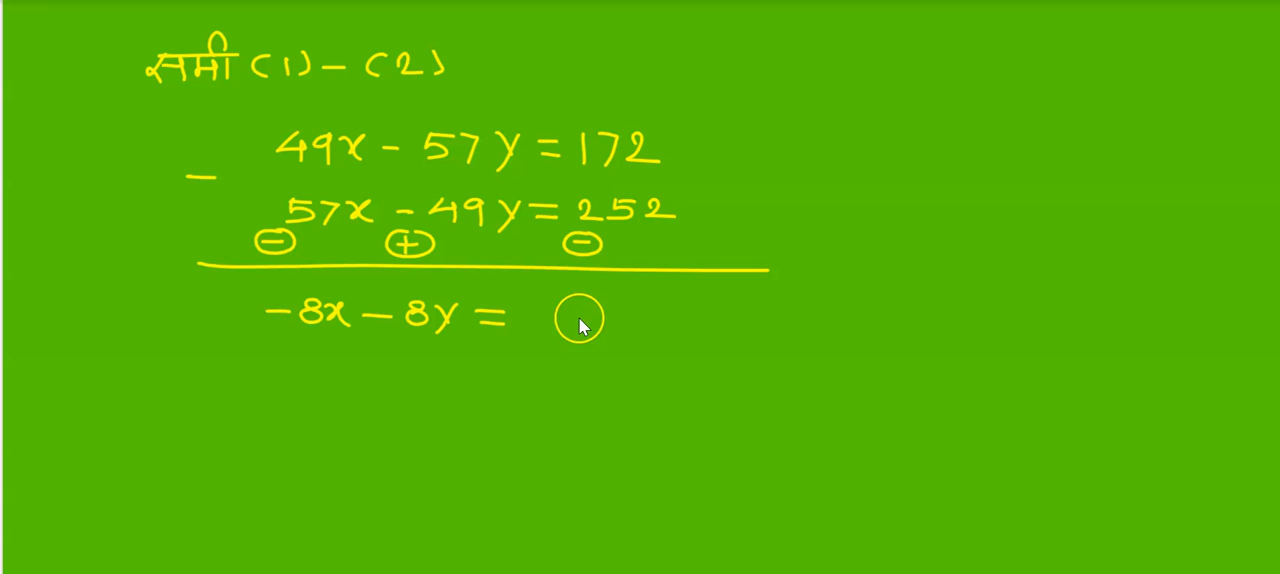 समी (1) - (2)
49x - 57y = 172
-
57x - 49y = 252
- + -
-8x - 8y =